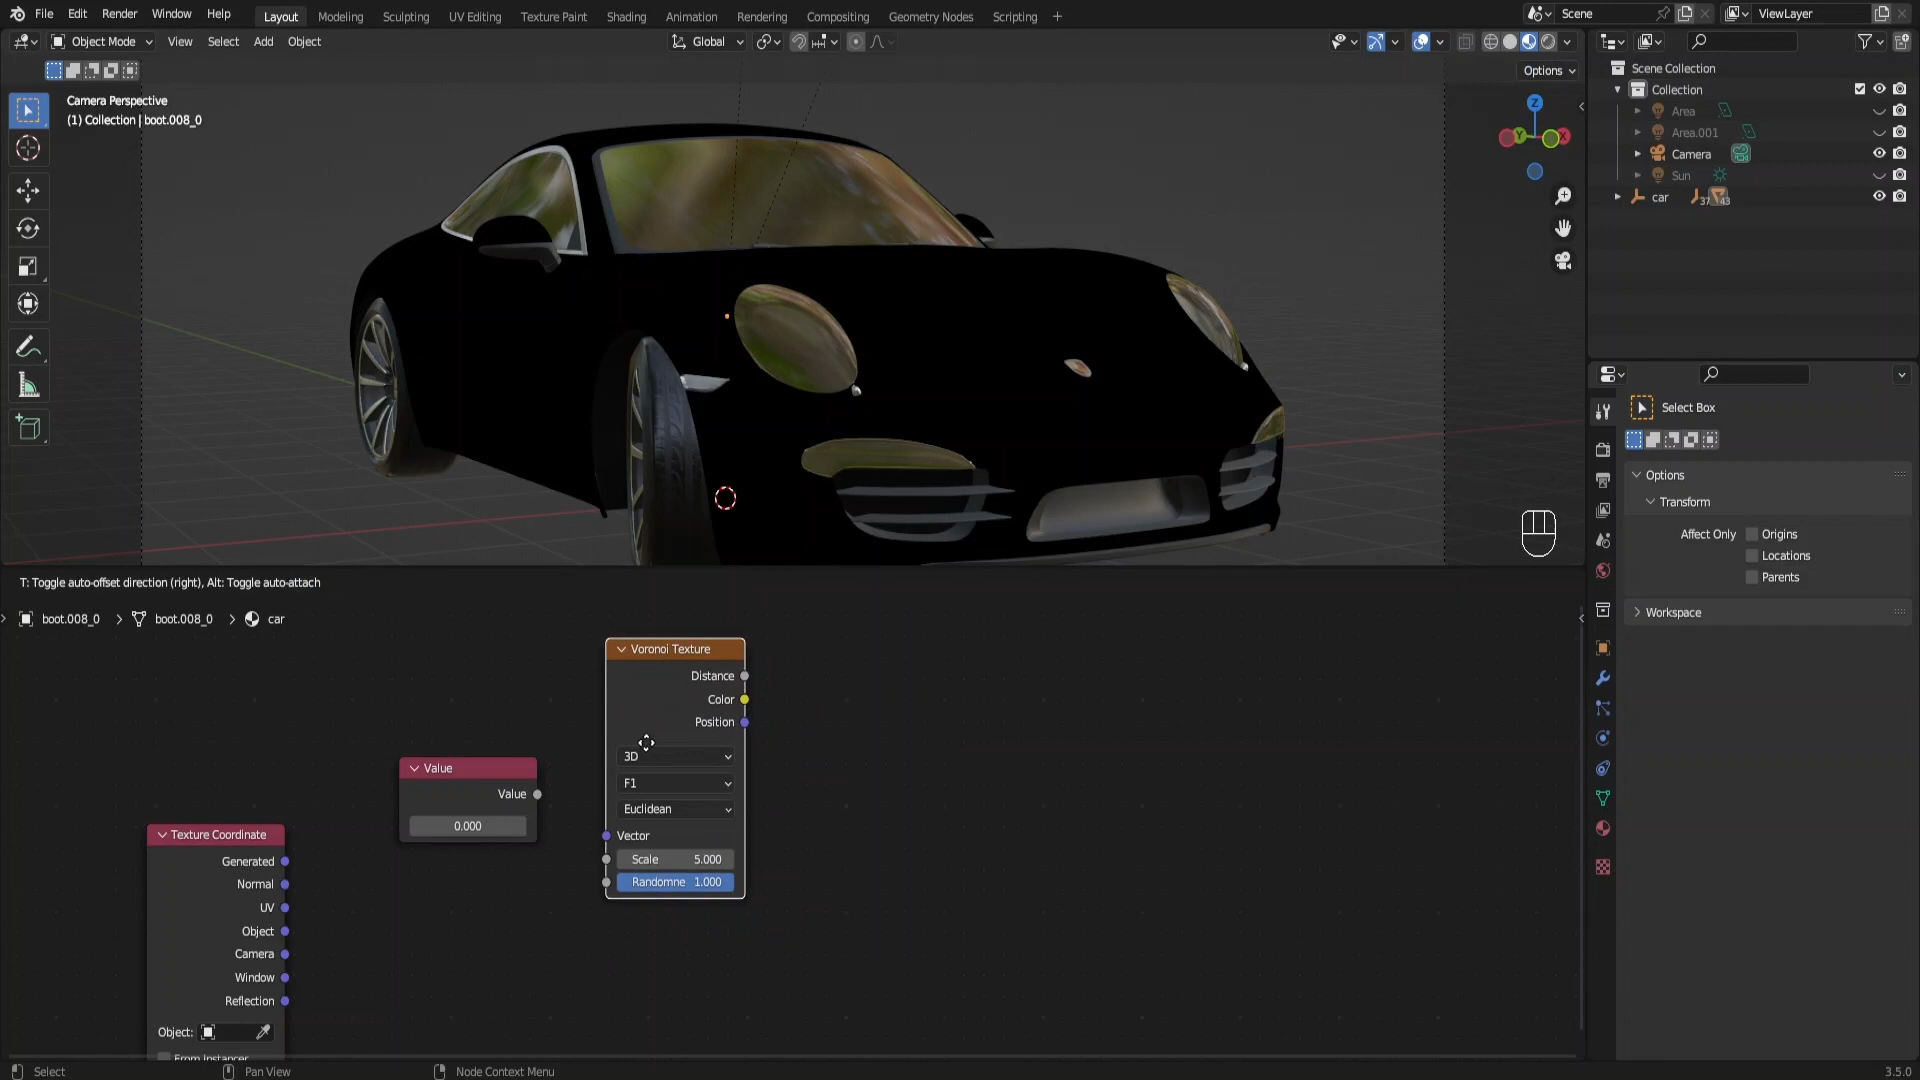 File Edit Render Window Help Layout Modeling Sculpting UV Editing Texture Paint Shading Animation Rendering Compositing Geometry Nodes Scripting + Scene ViewLayer
Object Mode View Select Add Object Global
Options
Camera Perspective
(1) Collection | boot.008_0
Z
Y
X
Scene Collection
Collection
Area
Area.001
Camera
Sun
car 37 43
Select Box
Options
Transform
Affect Only Origins
Locations
Parents
Workspace
T: Toggle auto-offset direction (right), Alt: Toggle auto-attach
boot.008_0 > boot.008_0 > car
Voronoi Texture
Distance
Color
Position
3D
F1
Euclidean
Vector
Scale 5.000
Randomne 1.000
Value
Value
0.000
Texture Coordinate
Generated
Normal
UV
Object
Camera
Window
Reflection
Object:
From Instancer
Select Pan View Node Context Menu 3.5.0